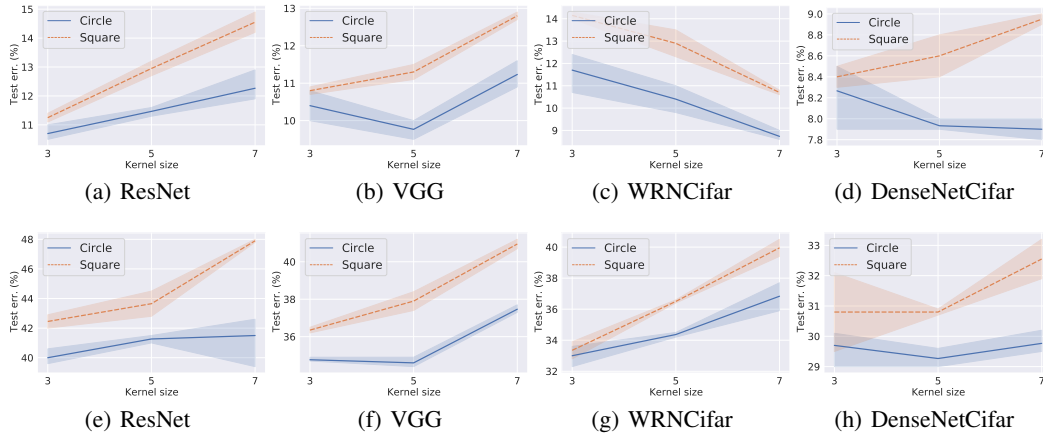 15
14
13
12
11
Test err. (%)
Circle
Square
3 5 7
Kernel size
(a) ResNet
13
12
11
10
Test err. (%)
Circle
Square
3 5 7
Kernel size
(b) VGG
14
13
12
11
10
9
Test err. (%)
Circle
Square
3 5 7
Kernel size
(c) WRNCifar
9.0
8.8
8.6
8.4
8.2
8.0
7.8
Test err. (%)
Circle
Square
3 5 7
Kernel size
(d) DenseNetCifar
48
46
44
42
40
Test err. (%)
Circle
Square
3 5 7
Kernel size
(e) ResNet
40
38
36
Test err. (%)
Circle
Square
3 5 7
Kernel size
(f) VGG
40
38
36
34
32
Test err. (%)
Circle
Square
3 5 7
Kernel size
(g) WRNCifar
33
32
31
30
29
Test err. (%)
Circle
Square
3 5 7
Kernel size
(h) DenseNetCifar